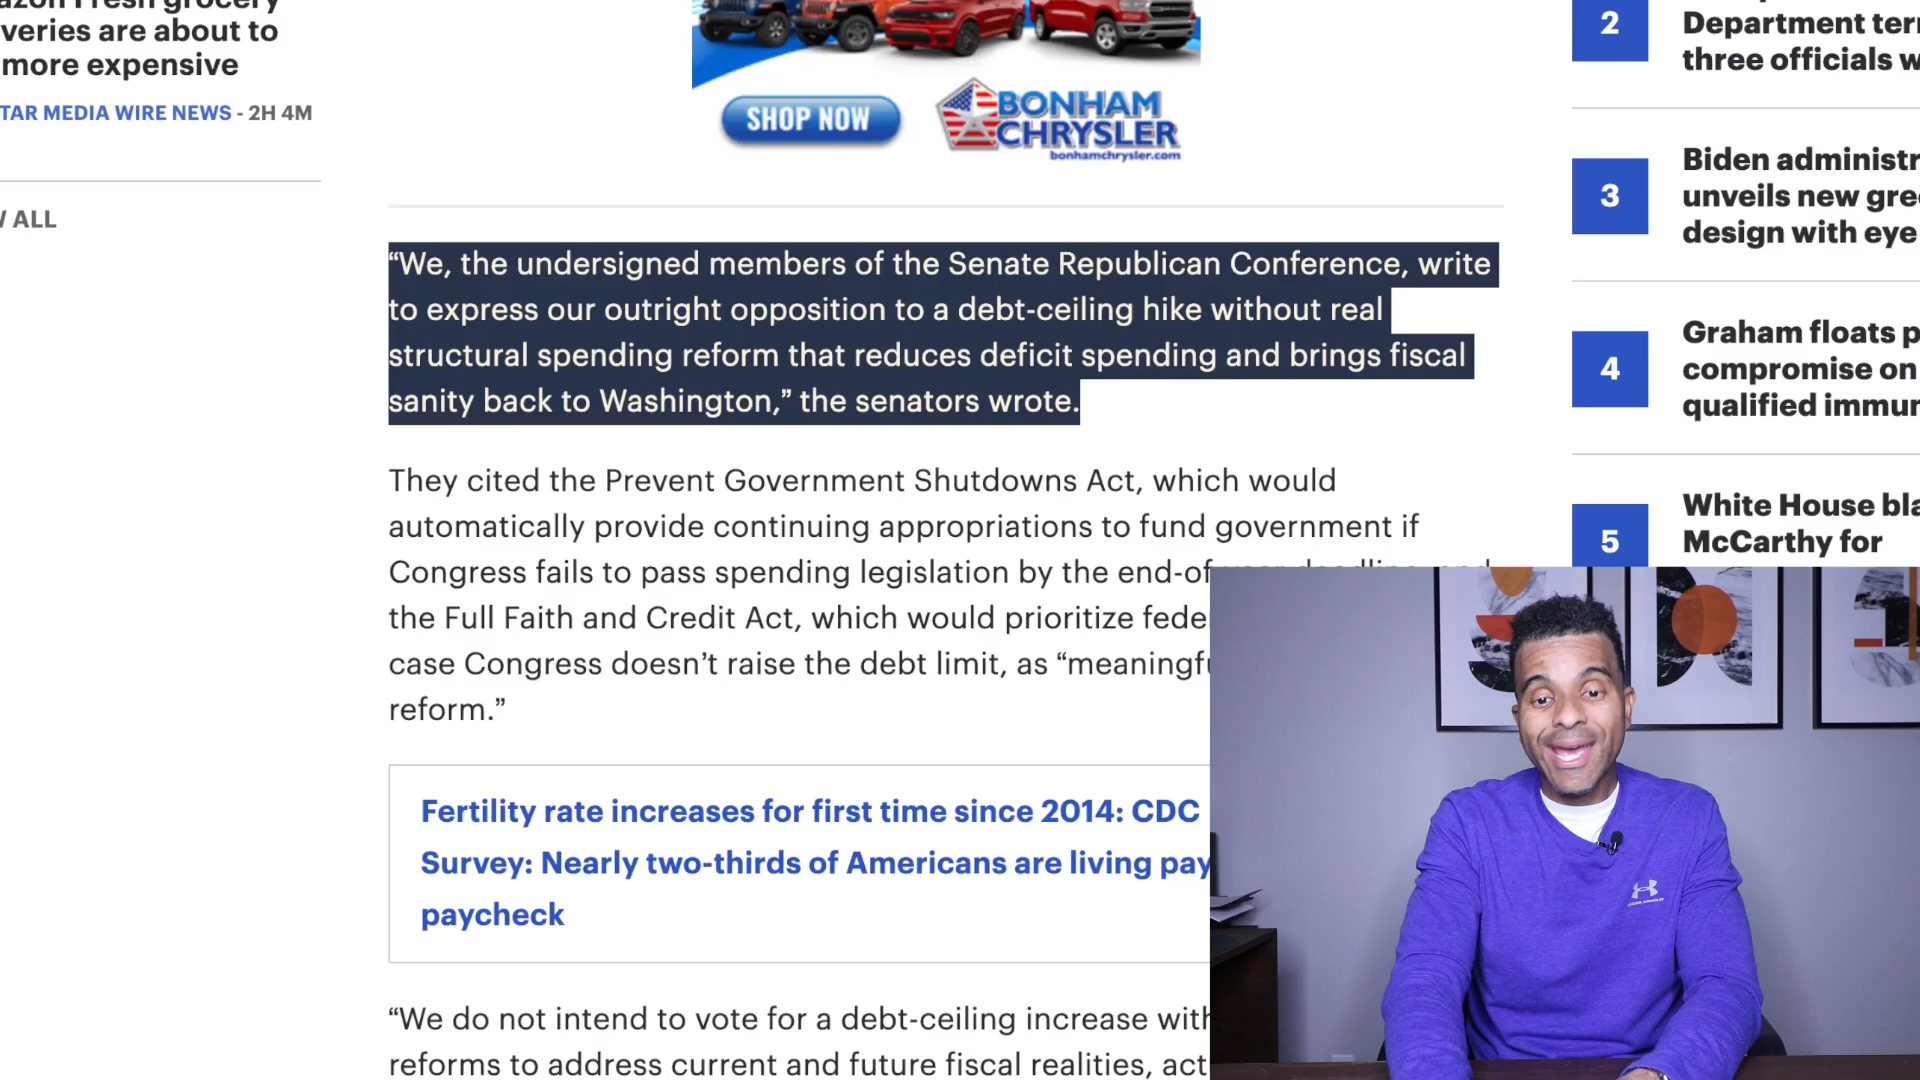 grocery
veries are about to
more expensive
TAR MEDIA WIRE NEWS - 2H 4M
ALL
SHOP NOW
BONHAM
CHRYSLER
bonhamchrysler.com
“We, the undersigned members of the Senate Republican Conference, write
to express our outright opposition to a debt-ceiling hike without real
structural spending reform that reduces deficit spending and brings fiscal
sanity back to Washington,” the senators wrote.
They cited the Prevent Government Shutdowns Act, which would
automatically provide continuing appropriations to fund government if
Congress fails to pass spending legislation by the end-of
the Full Faith and Credit Act, which would prioritize fede
case Congress doesn’t raise the debt limit, as “meaningfu
reform.”
Fertility rate increases for first time since 2014: CDC
Survey: Nearly two-thirds of Americans are living pay
paycheck
“We do not intend to vote for a debt-ceiling increase with
reforms to address current and future fiscal realities, act
2
Department ter
three officials w
3
Biden administr
unveils new gre
design with eye
4
Graham floats p
compromise on
qualified immu
5
White House bla
McCarthy for
UNDER ARMOUR